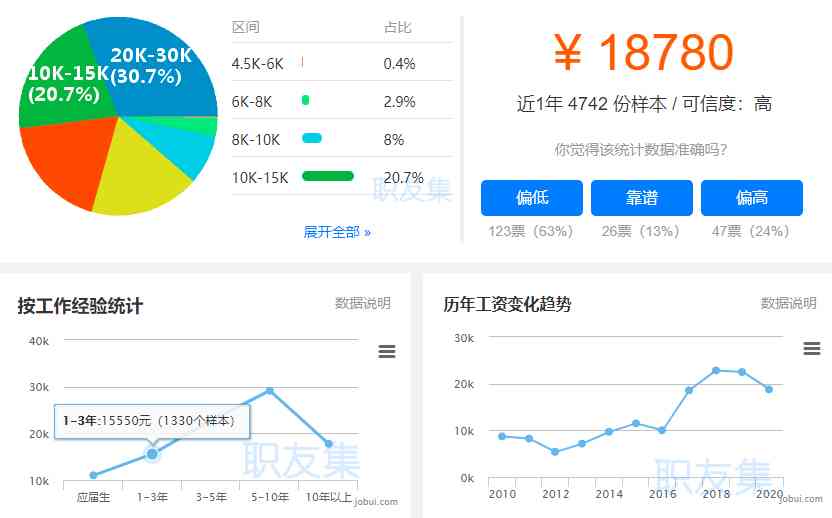 20K-30K
(30.7%)
10K-15K
(20.7%)
区间 占比
4.5K-6K 0.4%
6K-8K 2.9%
8K-10K 8%
10K-15K 20.7%
职友集
展开全部 »
¥ 18780
近1年 4742 份样本 / 可信度：高
你觉得该统计数据准确吗？
偏低 靠谱 偏高
123票（63%） 26票（13%） 47票（24%）
按工作经验统计 数据说明
40k
30k
20k
10k
1-3年:15550元（1330个样本）
职友集
应届生 1-3年 3-5年 5-10年 10年以上
jobui.com
历年工资变化趋势 数据说明
30k
20k
10k
0k
职友集
2010 2012 2014 2016 2018 2020
jobui.com